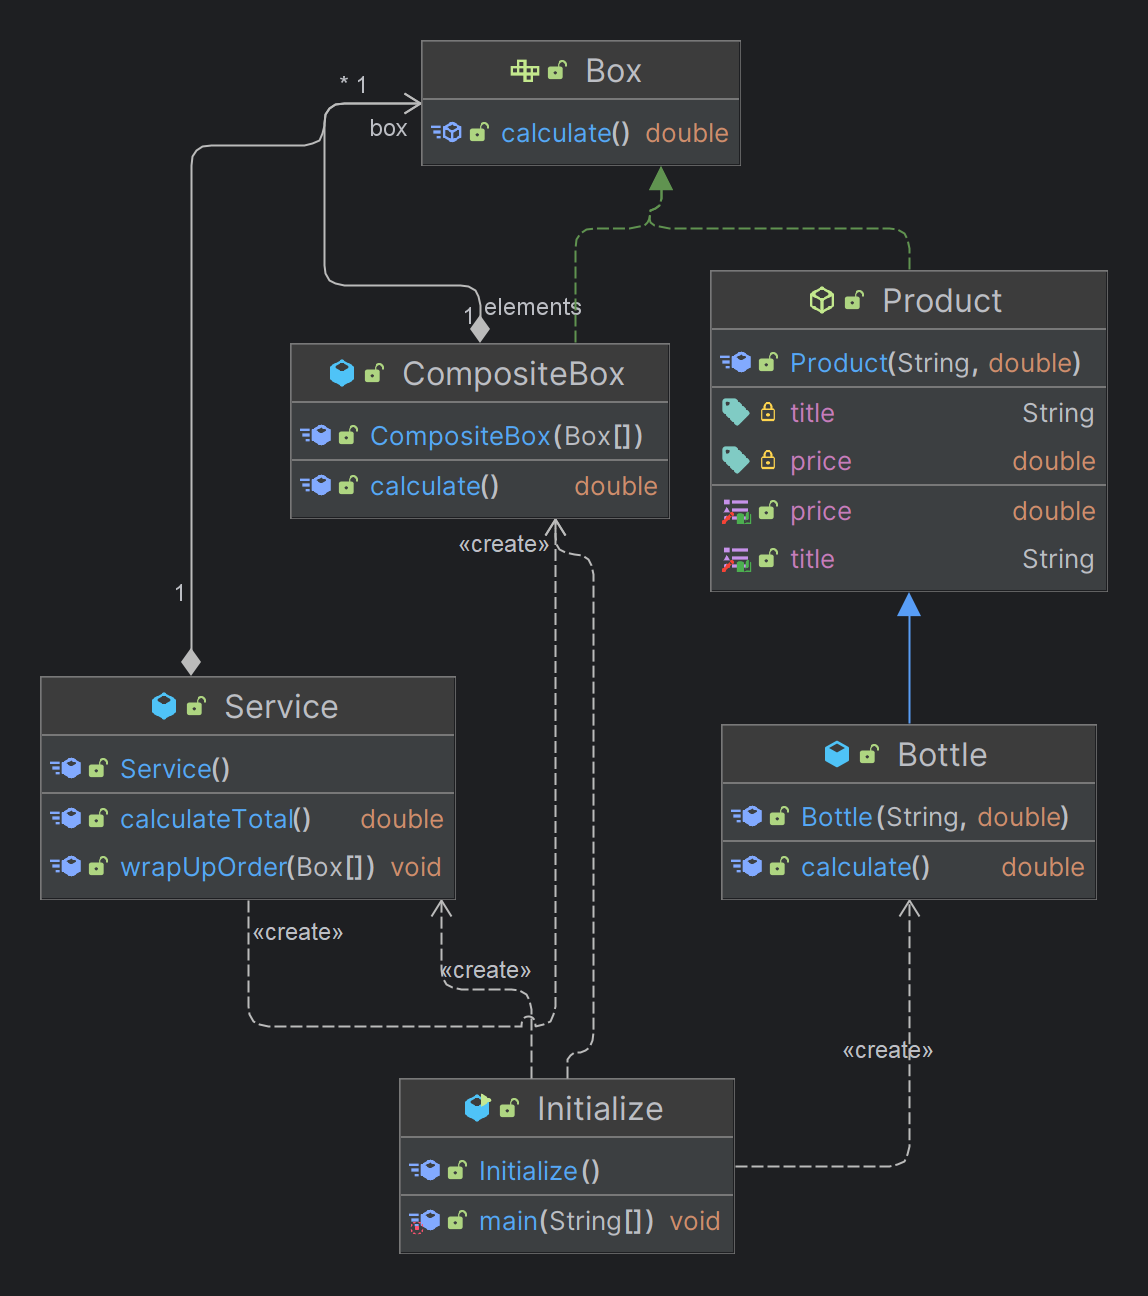 Box
* 1
box
calculate() double
Product
1
elements
CompositeBox
Product(String, double)
CompositeBox(Box[])
title String
price double
calculate() double
price double
title String
«create»
1
Service
Service()
calculateTotal() double
wrapUpOrder(Box[]) void
Bottle
Bottle(String, double)
calculate() double
«create»
«create»
«create»
Initialize
Initialize()
main(String[]) void